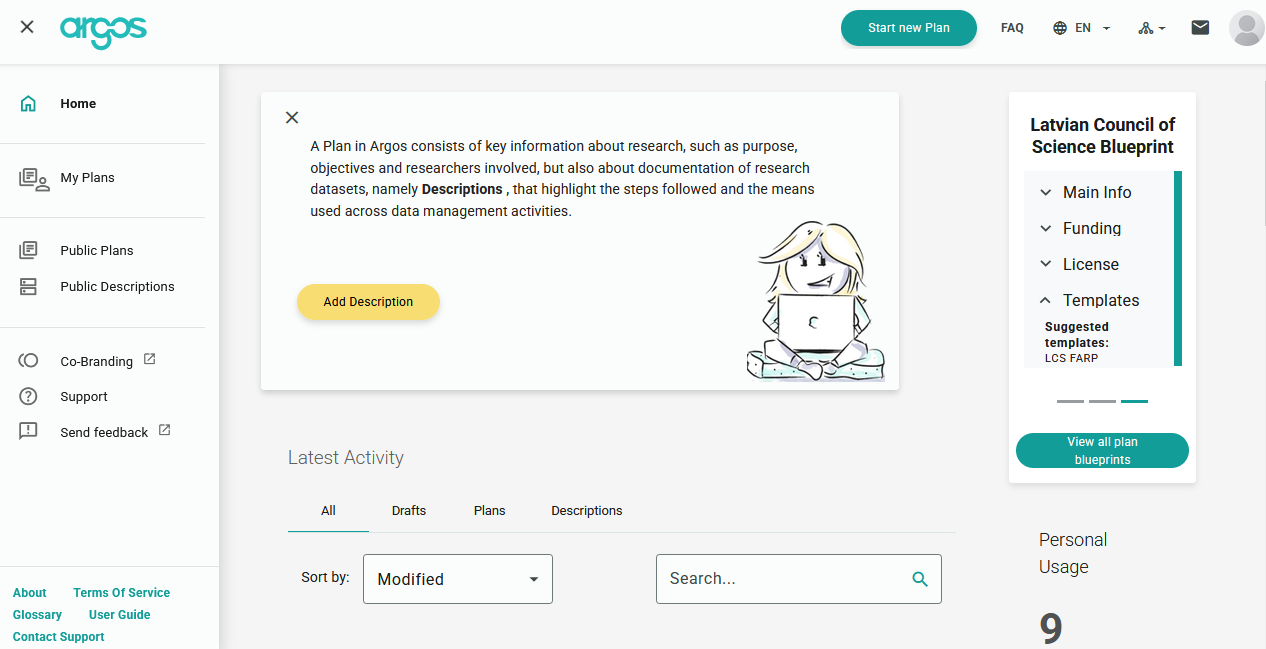 argos
Start new Plan
FAQ
EN
Home
My Plans
Public Plans
Public Descriptions
Co-Branding
Support
Send feedback
About Terms Of Service
Glossary User Guide
Contact Support
A Plan in Argos consists of key information about research, such as purpose,
objectives and researchers involved, but also about documentation of research
datasets, namely Descriptions , that highlight the steps followed and the means
used across data management activities.
Add Description
Latest Activity
All Drafts Plans Descriptions
Sort by: Modified Search...
Latvian Council of
Science Blueprint
Main Info
Funding
License
Templates
Suggested
templates:
LCS FARP
View all plan
blueprints
Personal
Usage
9